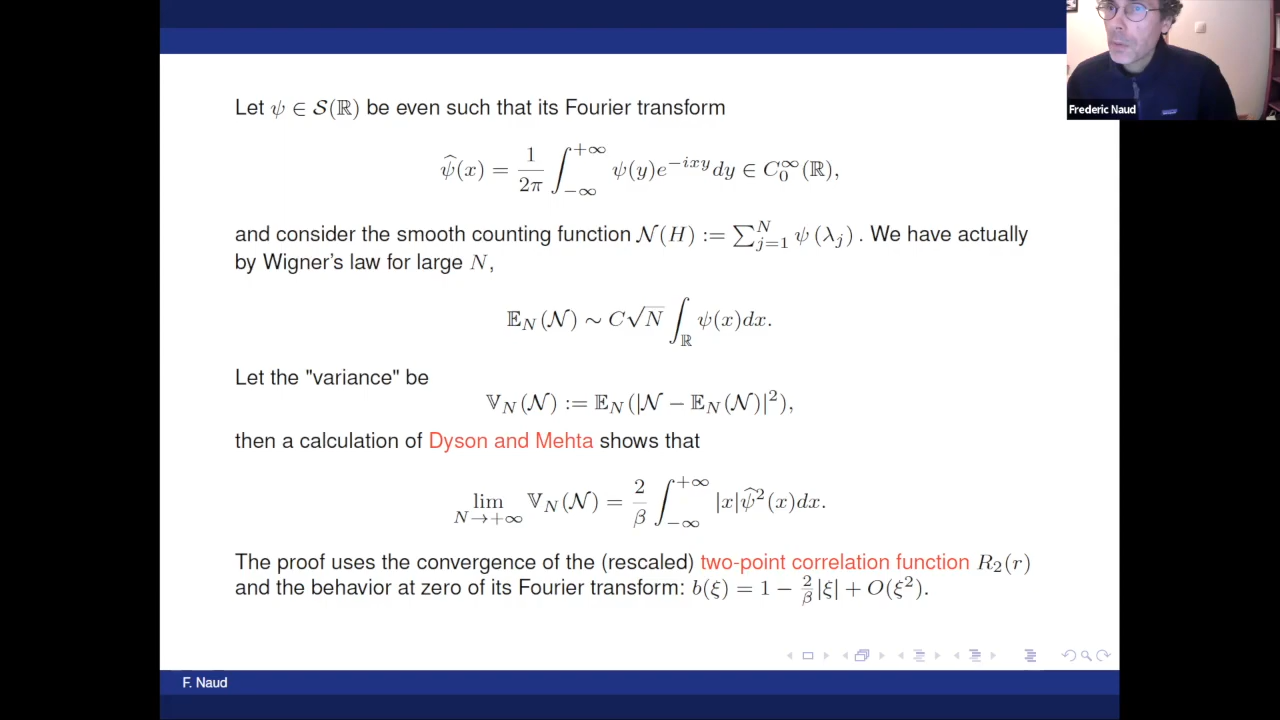 Let ψ ∈ 𝒮(ℝ) be even such that its Fourier transform
ψ̂(x) = 1/2π ∫_{−∞}^{+∞} ψ(y)e^{−ixy}dy ∈ C_0^∞(ℝ),
and consider the smooth counting function 𝒩(H) := ∑_{j=1}^{N} ψ (λ_j) . We have actually
by Wigner's law for large N,
𝔼_N(𝒩) ∼ C√N ∫_ℝ ψ(x)dx.
Let the "variance" be
𝕍_N(𝒩) := 𝔼_N(|𝒩 − 𝔼_N(𝒩)|²),
then a calculation of Dyson and Mehta shows that
lim_{N→+∞} 𝕍_N(𝒩) = 2/β ∫_{−∞}^{+∞} |x|ψ̂²(x)dx.
The proof uses the convergence of the (rescaled) two-point correlation function R_2(r)
and the behavior at zero of its Fourier transform: b(ξ) = 1 − 2/β|ξ| + O(ξ²).
F. Naud
Frederic Naud